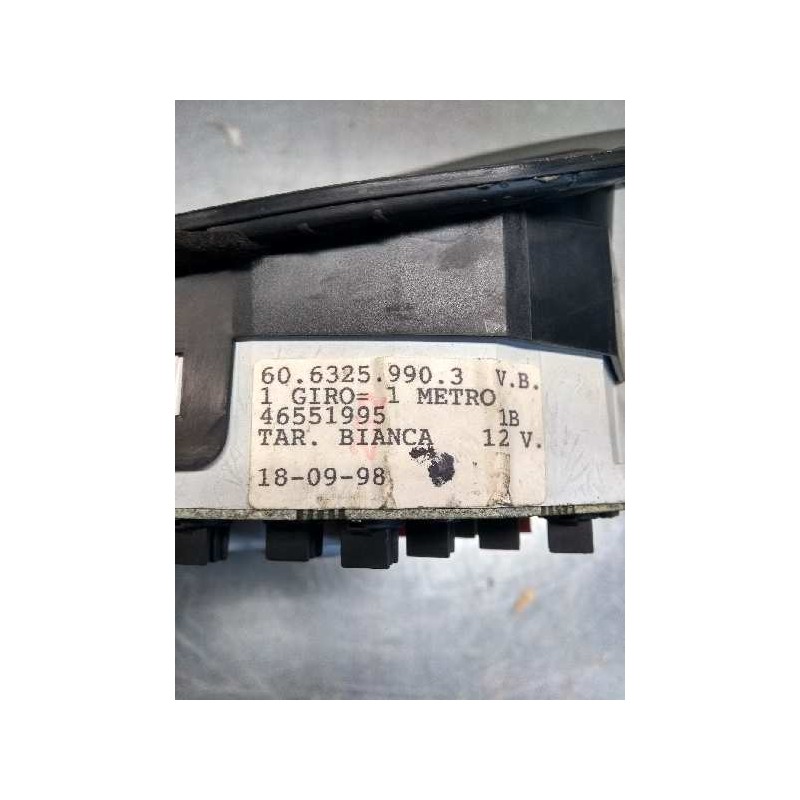 60.6325.990.3 V.B.
1 GIRO= 1 METRO
46551995 1B
TAR. BIANCA 12 V.
18-09-98